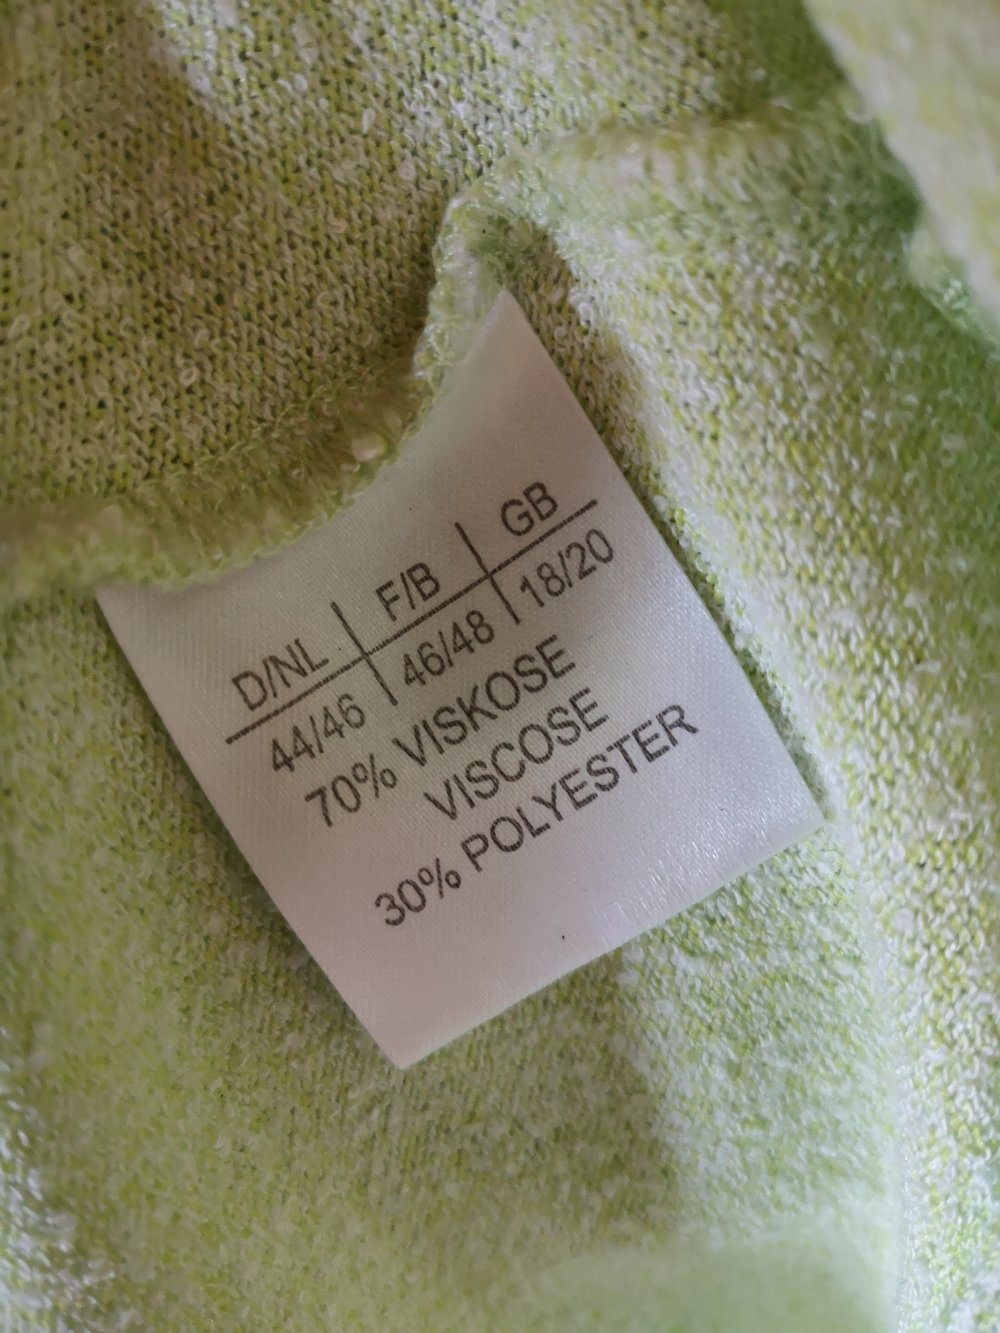 D/NL F/B GB
44/46 46/48 18/20
70% VISKOSE
VISCOSE
30% POLYESTER